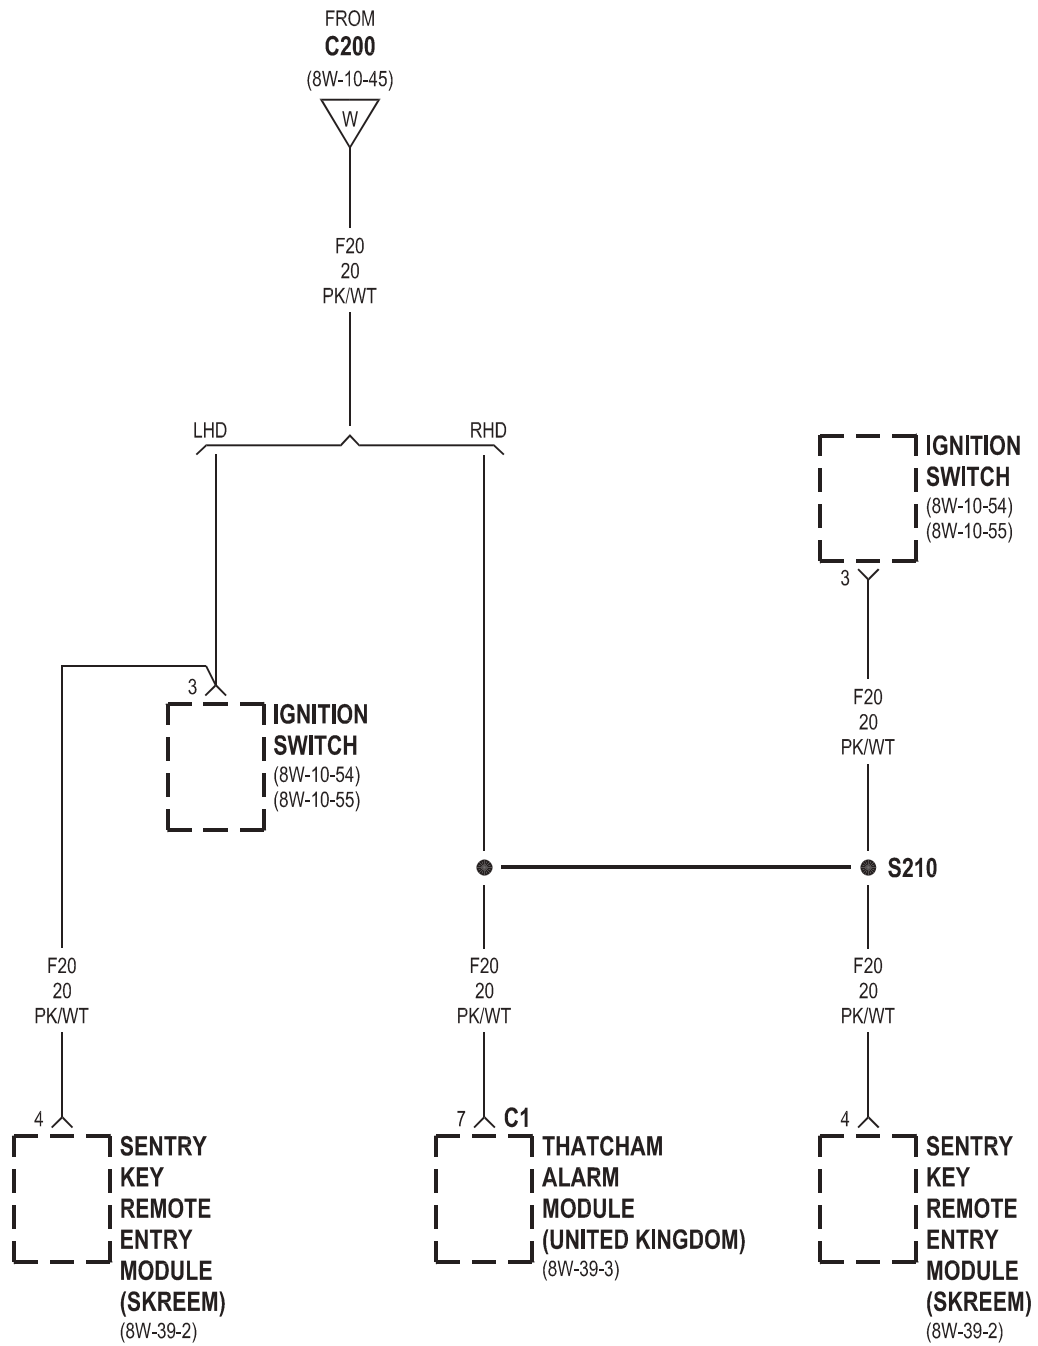 FROM
C200
(8W-10-45)
W
F20
20
PK/WT
LHD
RHD
IGNITION
SWITCH
(8W-10-54)
(8W-10-55)
3
F20
20
PK/WT
3
IGNITION
SWITCH
(8W-10-54)
(8W-10-55)
S210
F20
20
PK/WT
F20
20
PK/WT
F20
20
PK/WT
4
SENTRY
KEY
REMOTE
ENTRY
MODULE
(SKREEM)
(8W-39-2)
7
C1
THATCHAM
ALARM
MODULE
(UNITED KINGDOM)
(8W-39-3)
4
SENTRY
KEY
REMOTE
ENTRY
MODULE
(SKREEM)
(8W-39-2)